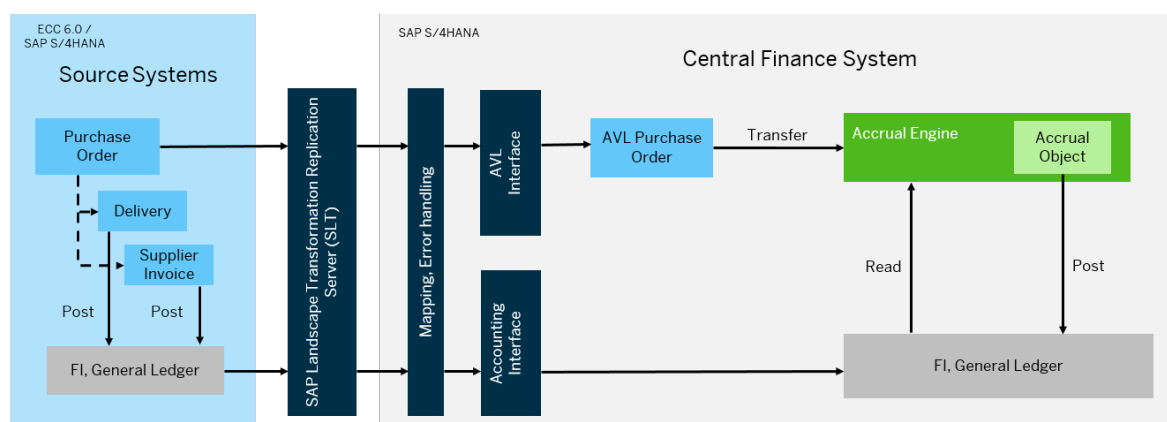 ECC 6.0 /
SAP S/4HANA
Source Systems
Purchase
Order
Delivery
Supplier
Invoice
Post
Post
FI, General Ledger
SAP Landscape Transformation Replication
Server (SLT)
SAP S/4HANA
Central Finance System
Mapping, Error handling
AVL
Interface
Accounting
Interface
AVL Purchase
Order
Transfer
Accrual Engine
Accrual
Object
Read
Post
FI, General Ledger